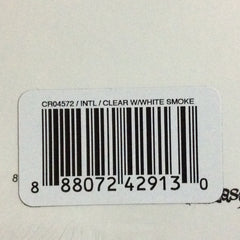 CR04572 / INTL / CLEAR W/WHITE SMOKE
8 88072 42913 0